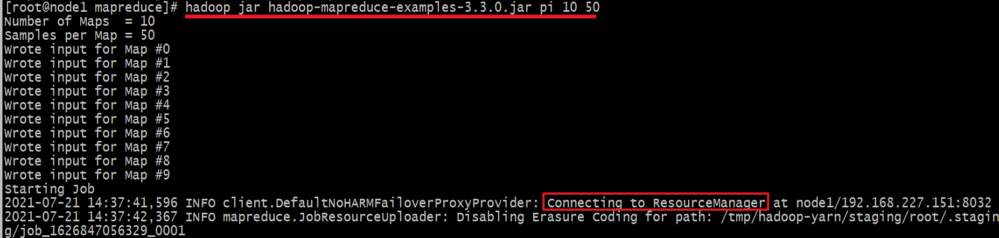 [root@node1 mapreduce]# hadoop jar hadoop-mapreduce-examples-3.3.0.jar pi 10 50
Number of Maps  = 10
Samples per Map = 50
Wrote input for Map #0
Wrote input for Map #1
Wrote input for Map #2
Wrote input for Map #3
Wrote input for Map #4
Wrote input for Map #5
Wrote input for Map #6
Wrote input for Map #7
Wrote input for Map #8
Wrote input for Map #9
Starting Job
2021-07-21 14:37:41,596 INFO client.DefaultNoHARMFailoverProxyProvider: Connecting to ResourceManager at node1/192.168.227.151:8032
2021-07-21 14:37:42,367 INFO mapreduce.JobResourceUploader: Disabling Erasure Coding for path: /tmp/hadoop-yarn/staging/root/.stagin
g/job_1626847056329_0001